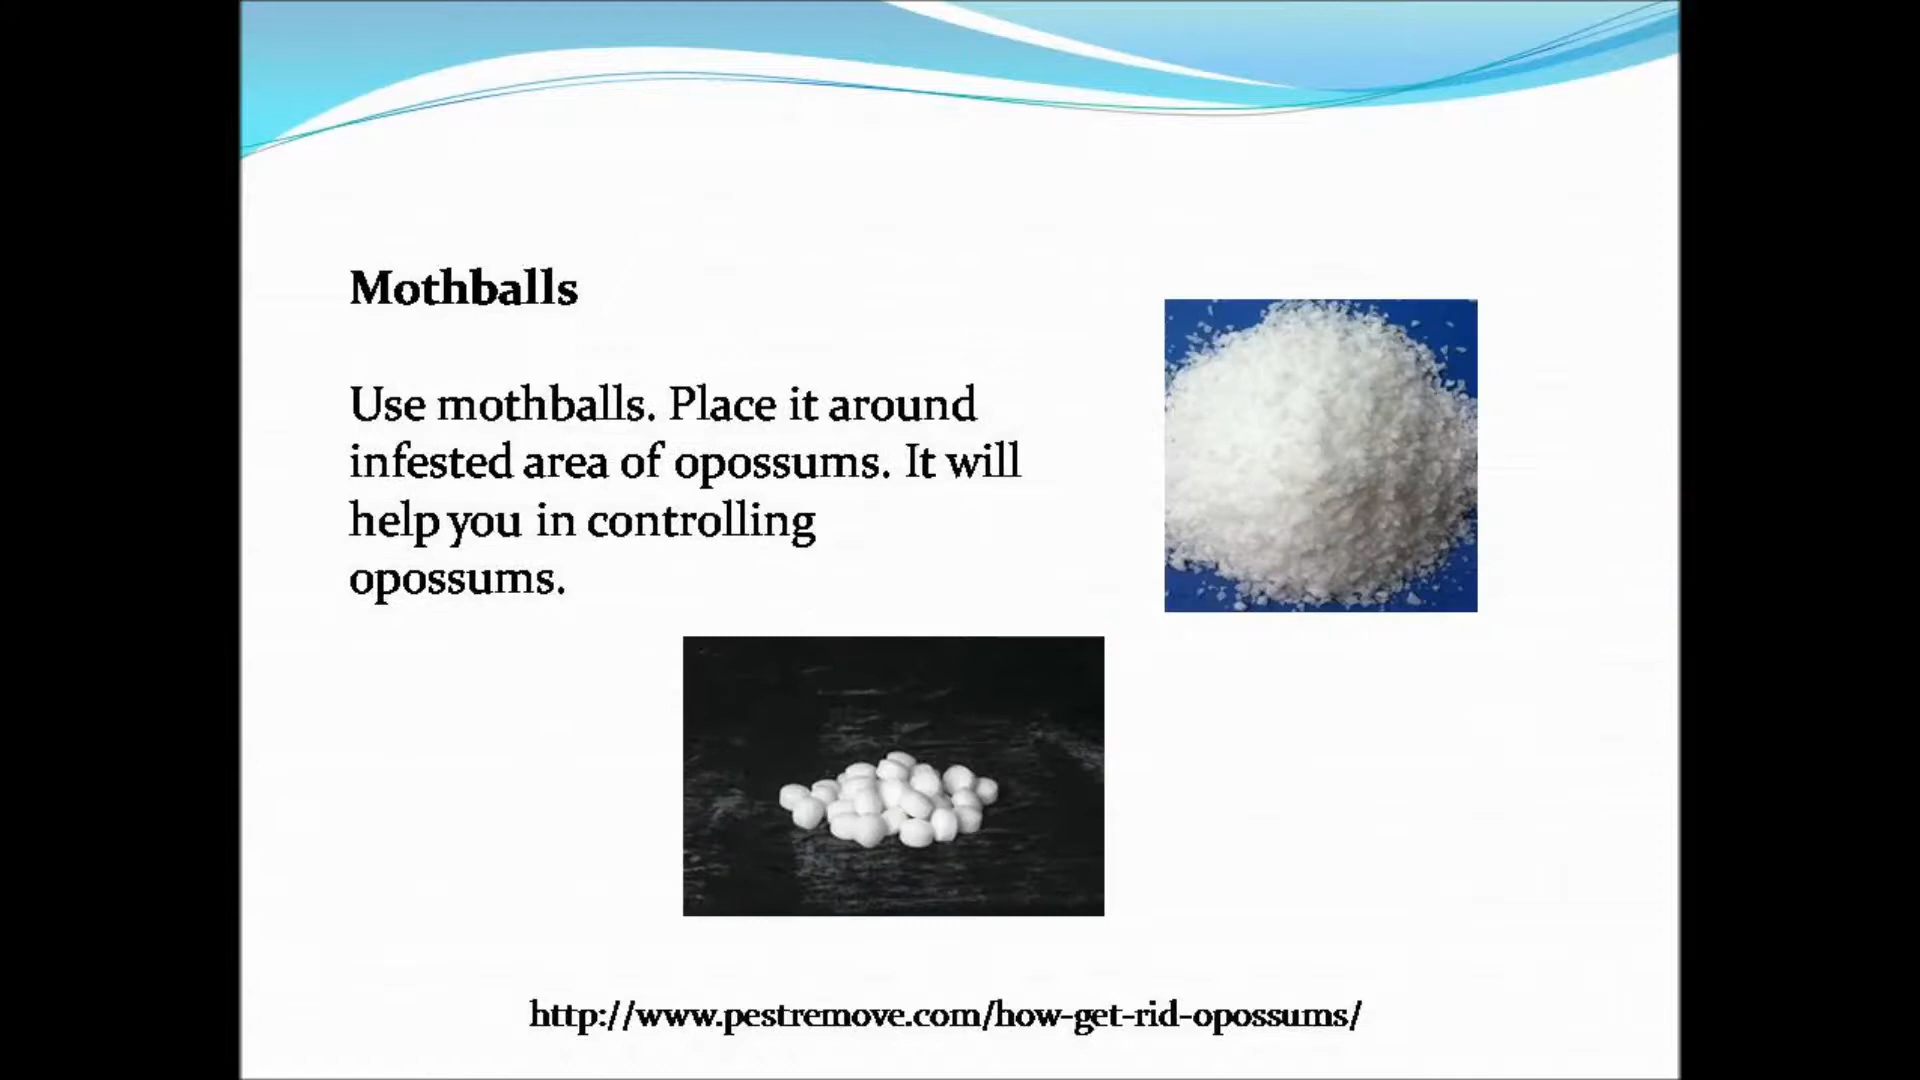 Mothballs
Use mothballs. Place it around
infested area of opossums. It will
help you in controlling
opossums.
http://www.pestremove.com/how-get-rid-opossums/